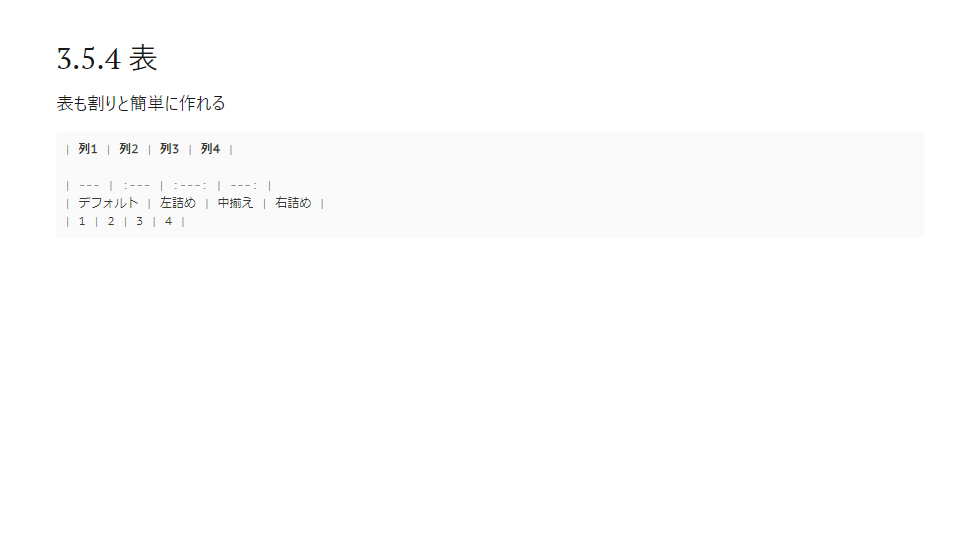 3.5.4 表
表も割りと簡単に作れる
| 列1 | 列2 | 列3 | 列4 |
| --- | :--- | :---: | ---: |
| デフォルト | 左詰め | 中揃え | 右詰め |
| 1 | 2 | 3 | 4 |